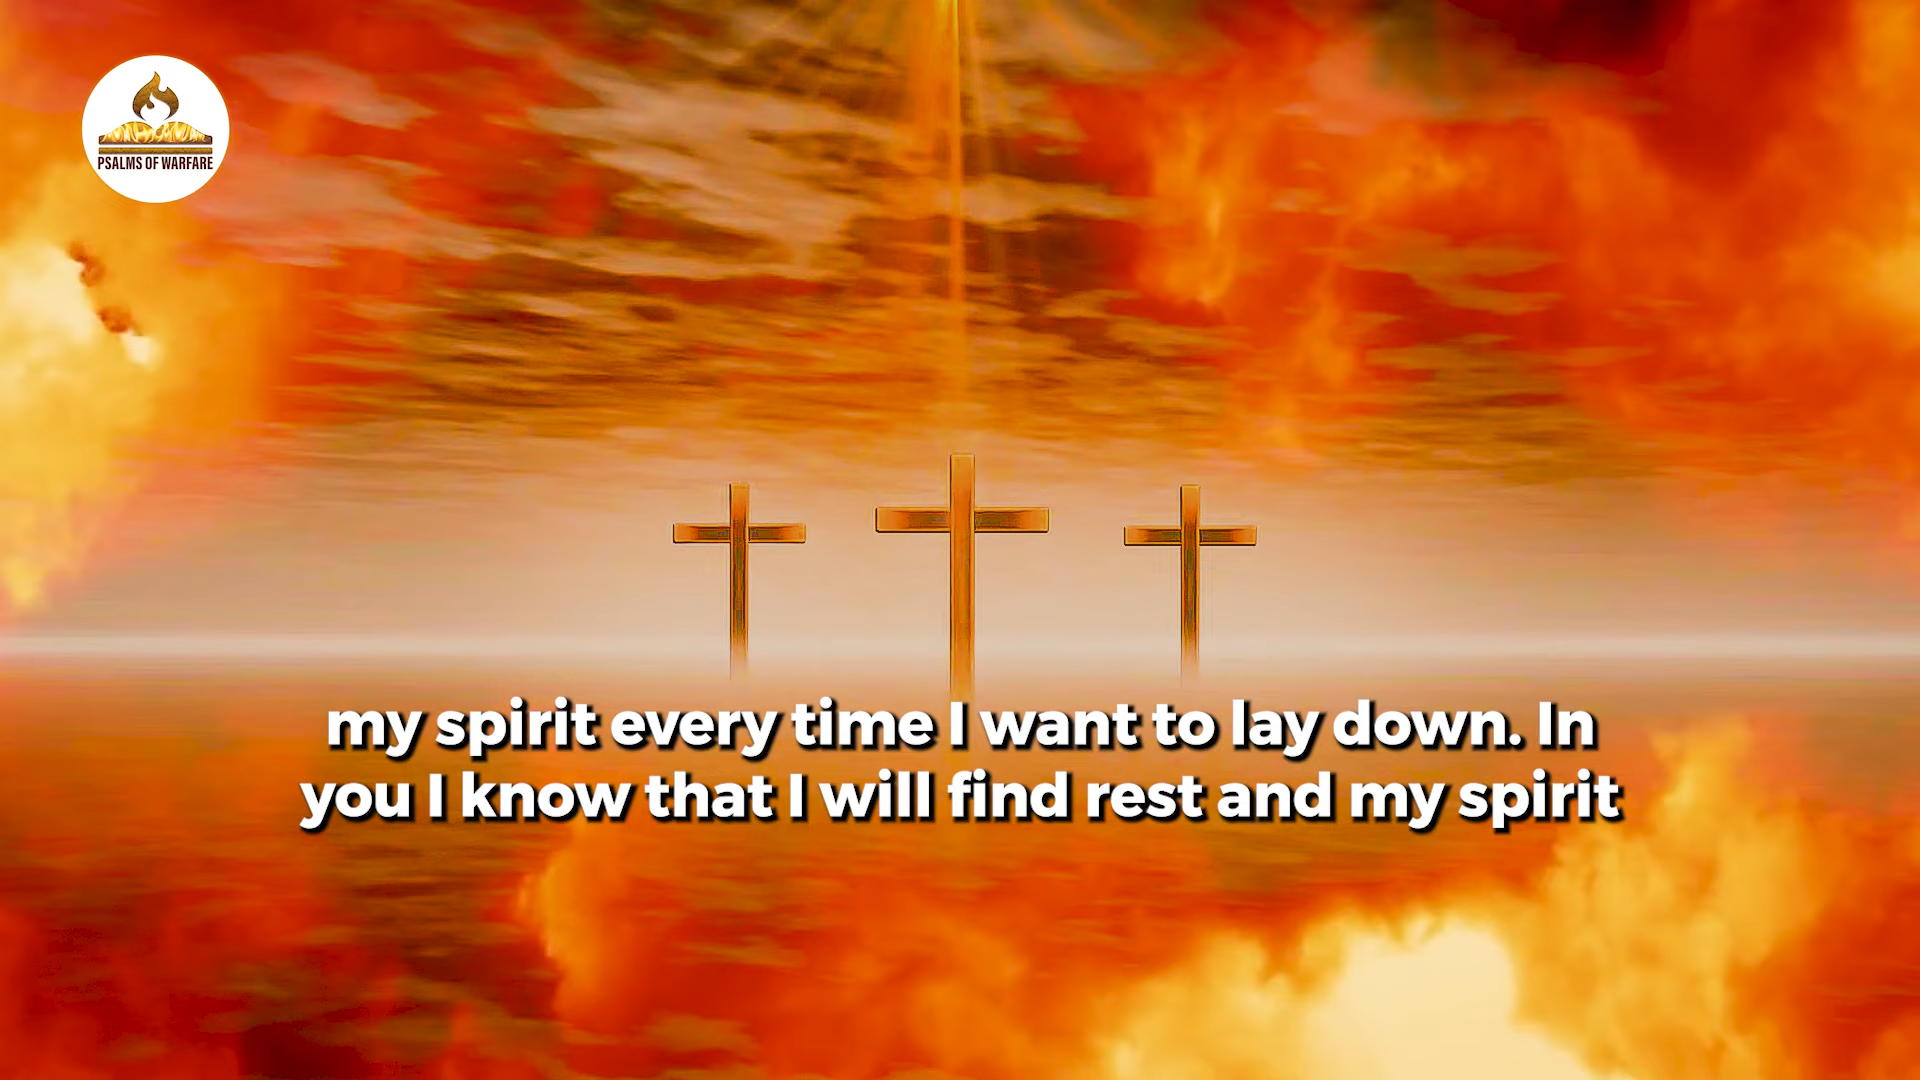 PSALMS OF WARFARE
my spirit every time I want to lay down. In
you I know that I will find rest and my spirit